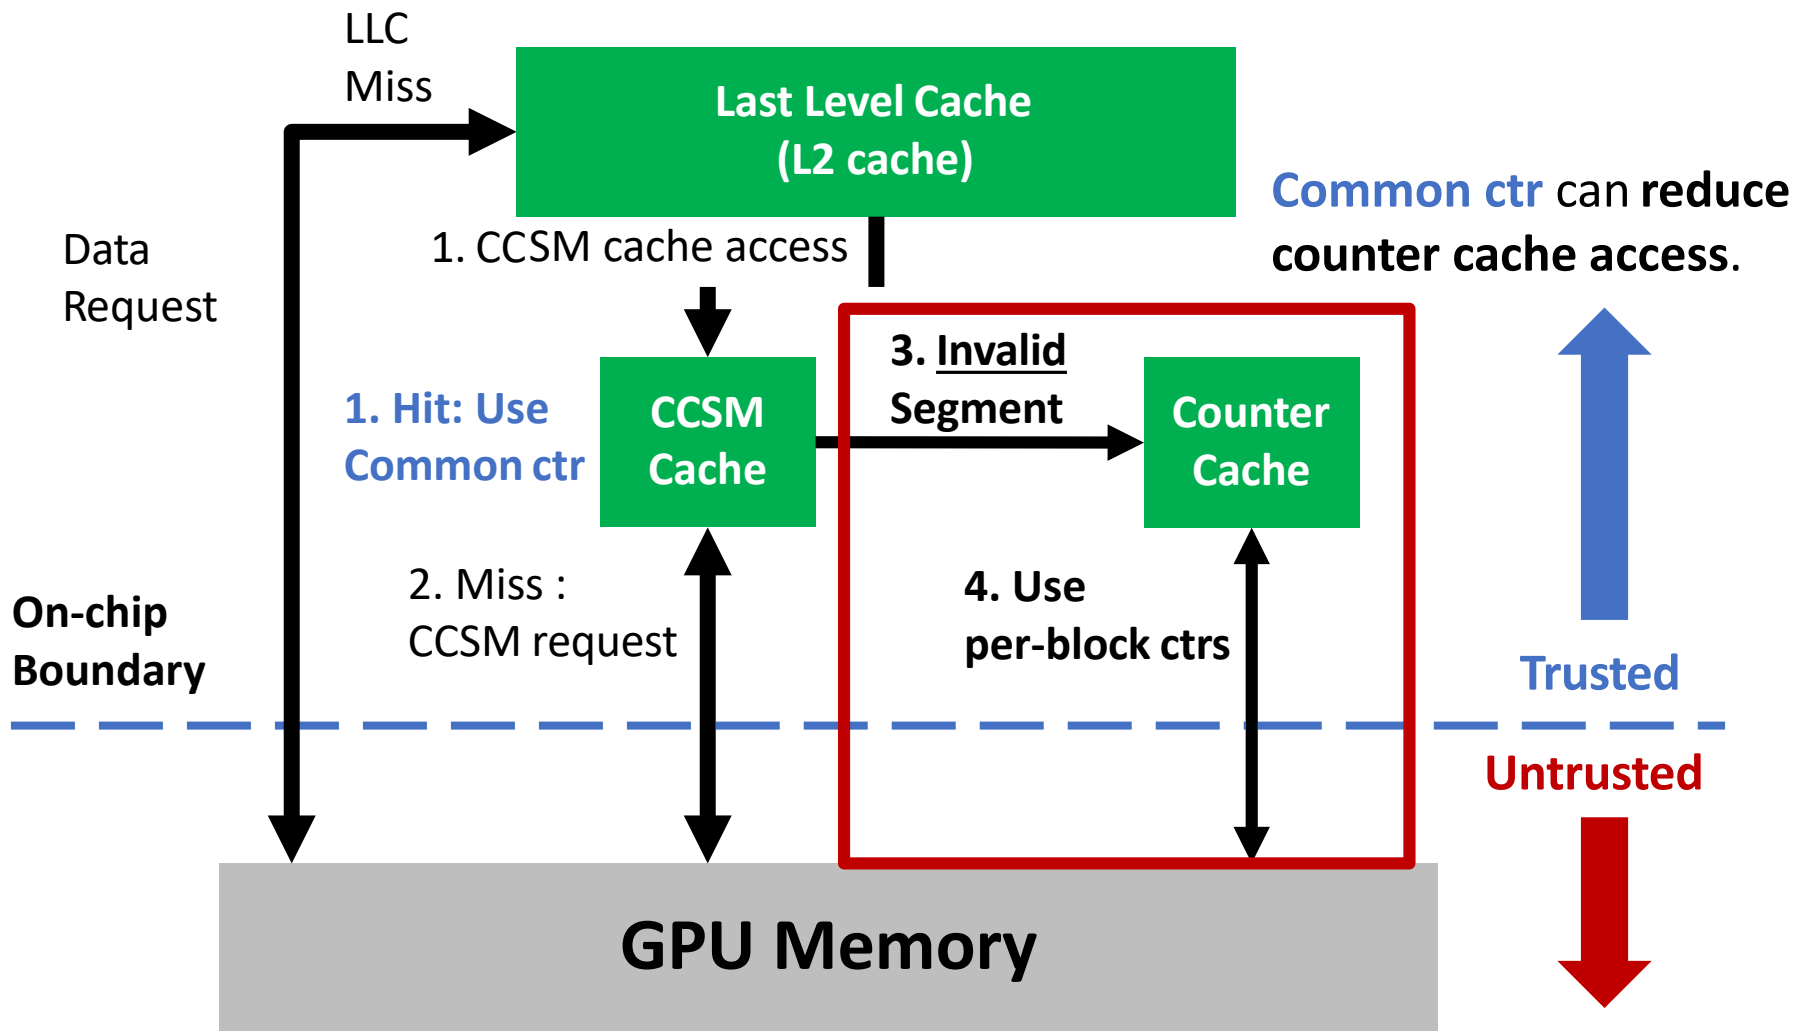 LLC
Miss
Last Level Cache
(L2 cache)
Common ctr can reduce
counter cache access.
Data
Request
1. CCSM cache access
3. Invalid
Segment
1. Hit: Use
Common ctr
CCSM
Cache
Counter
Cache
2. Miss :
CCSM request
4. Use
per-block ctrs
On-chip
Boundary
Trusted
Untrusted
GPU Memory